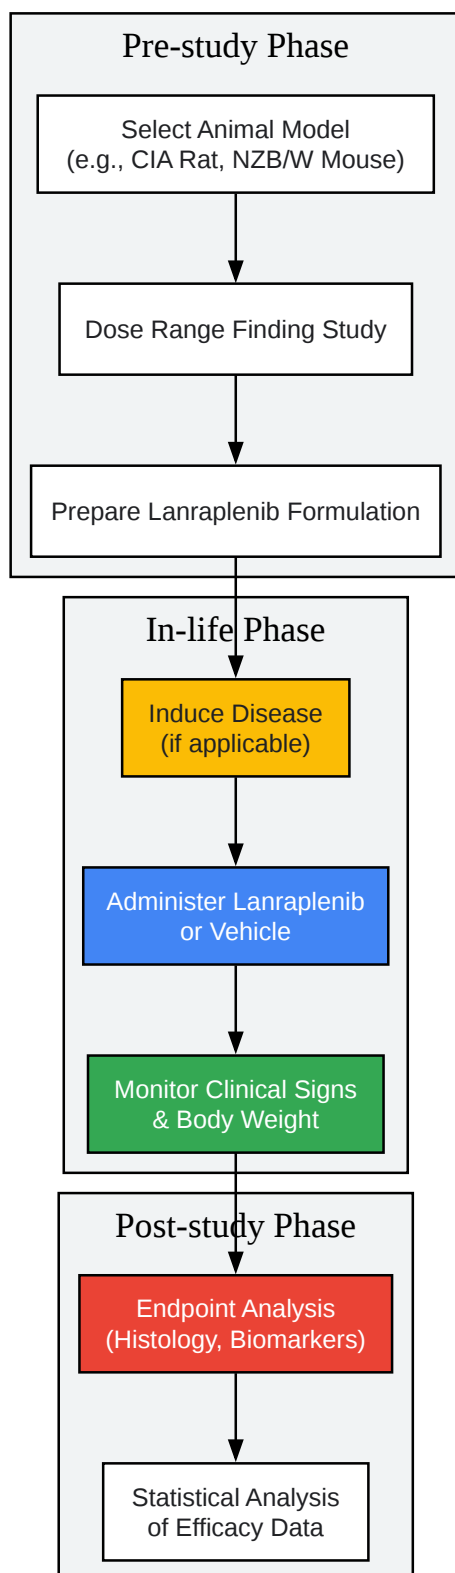 Pre-study Phase
Select Animal Model
(e.g., CIA Rat, NZB/W Mouse)
Dose Range Finding Study
Prepare Lanraplenib Formulation
In-life Phase
Induce Disease
(if applicable)
Administer Lanraplenib
or Vehicle
Monitor Clinical Signs
& Body Weight
Post-study Phase
Endpoint Analysis
(Histology, Biomarkers)
Statistical Analysis
of Efficacy Data